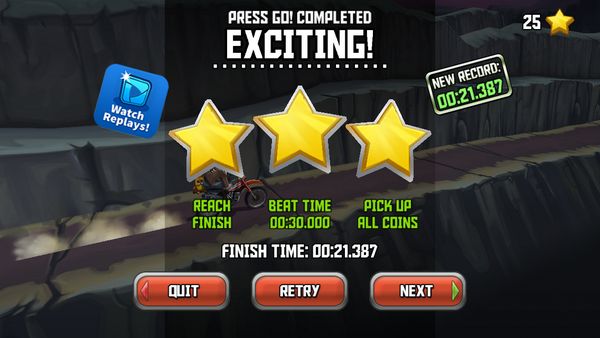 PRESS GO! COMPLETED
EXCITING!
25
Watch
Replays!
NEW RECORD:
00:21.387
REACH
FINISH
BEAT TIME
00:30.000
PICK UP
ALL COINS
FINISH TIME: 00:21.387
QUIT
RETRY
NEXT